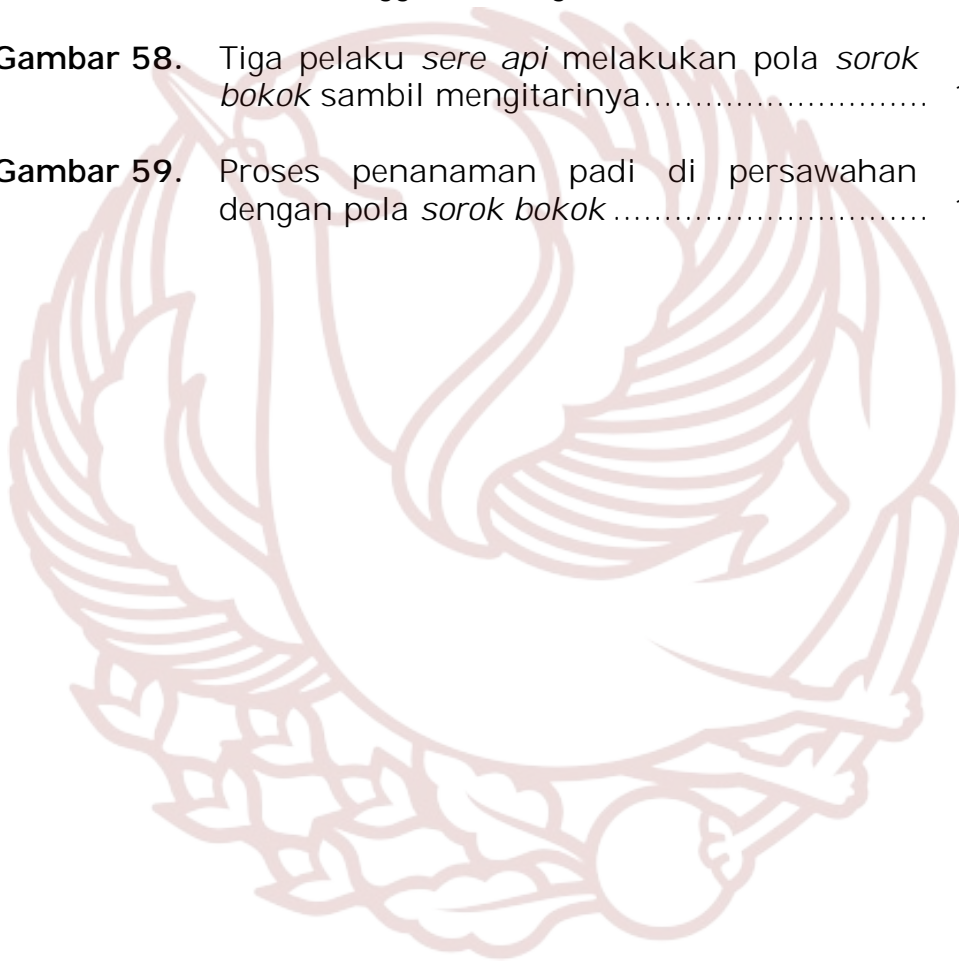 Gambar 58. Tiga pelaku sere api melakukan pola sorok
bokok sambil mengitarinya............................
Gambar 59. Proses penanaman padi di persawahan
dengan pola sorok bokok ...............................